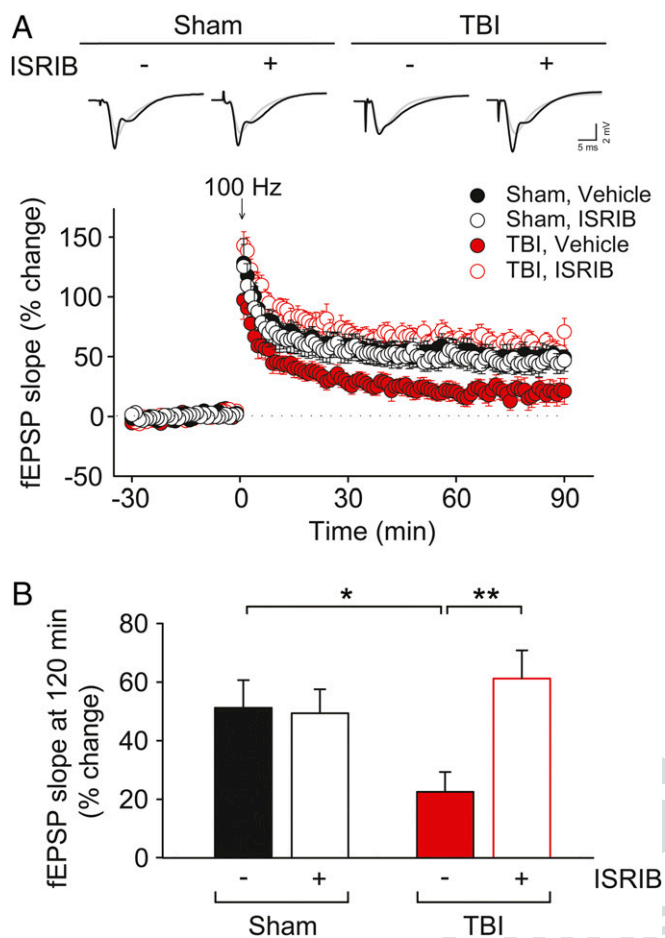 A
Sham TBI
ISRIB - + - +
2 mV
5 ms
100 Hz
Sham, Vehicle
Sham, ISRIB
TBI, Vehicle
TBI, ISRIB
fEPSP slope (% change)
150
100
50
0
-50
-30 0 30 60 90
Time (min)
B
* **
fEPSP slope at 120 min
(% change)
80
60
40
20
0
- + - + ISRIB
Sham TBI